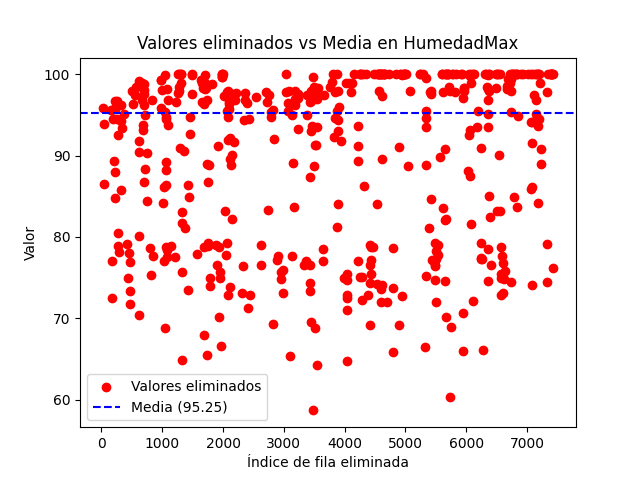 Valores eliminados vs Media en HumedadMax
Valor
100
90
80
70
60
Valores eliminados
Media (95.25)
0
1000
2000
3000
4000
5000
6000
7000
Índice de fila eliminada